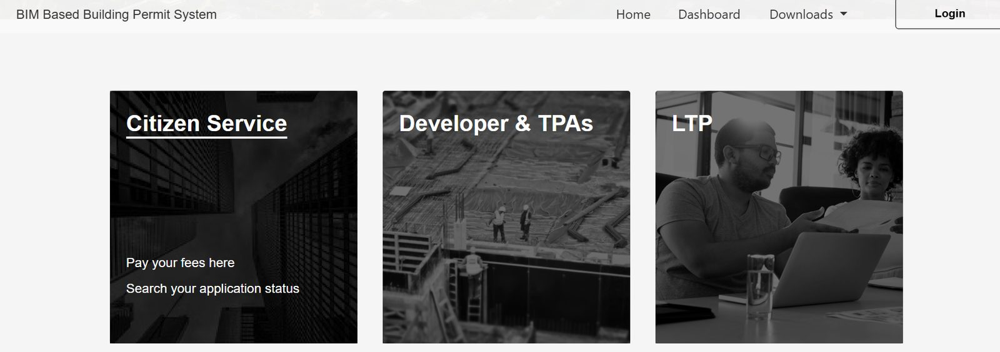 BIM Based Building Permit System
Home Dashboard Downloads Login
Citizen Service
Pay your fees here
Search your application status
Developer & TPAs
LTP